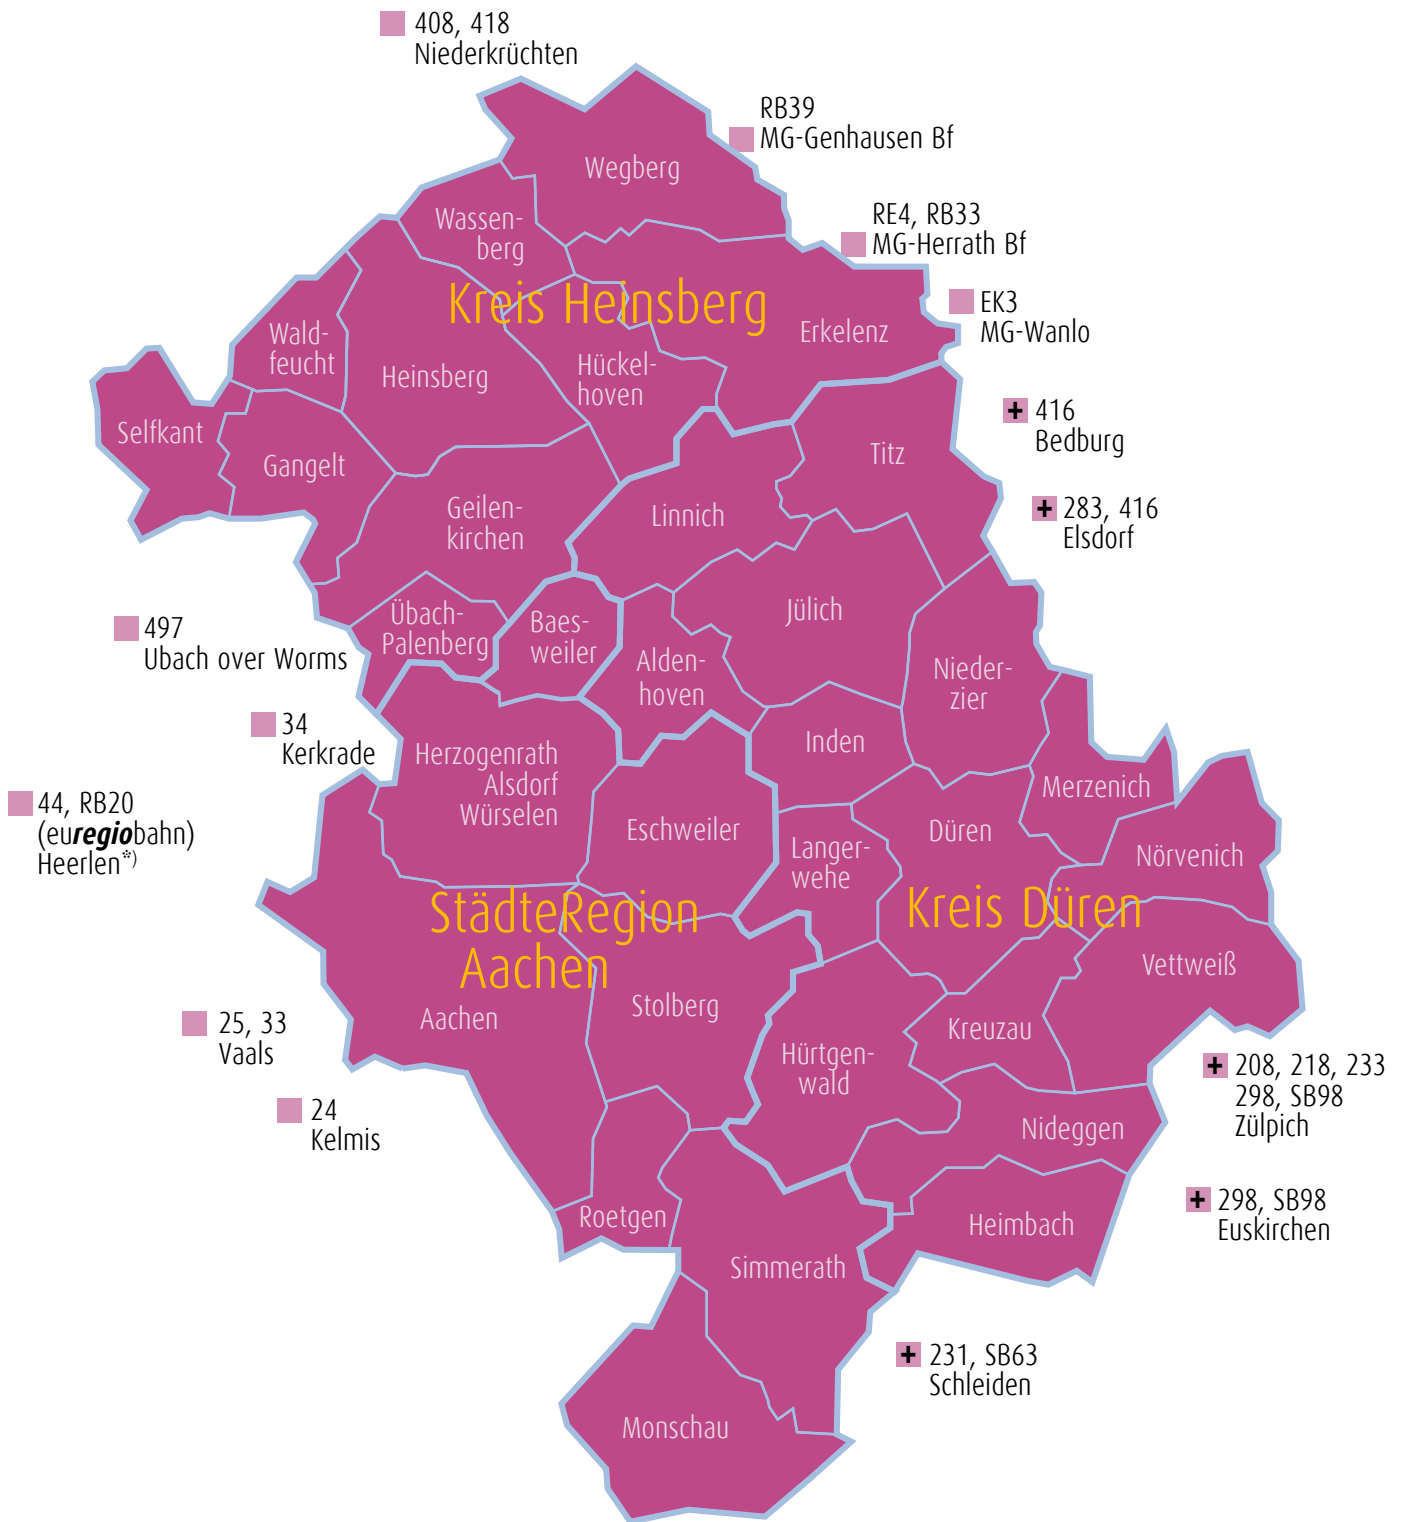 408, 418
Niederkrüchten
RB39
MG-Genhausen Bf
Wegberg
RE4, RB33
MG-Herrath Bf
Wassen-
berg
Kreis Heinsberg
EK3
MG-Wanlo
Erkelenz
Wald-
feucht
Heinsberg
Hückel-
hoven
+ 416
Bedburg
Selfkant
Gangelt
Titz
Geilen-
kirchen
Linnich
+ 283, 416
Elsdorf
Übach-
Palenberg
Baes-
weiler
Jülich
497
Ubach over Worms
Alden-
hoven
Nieder-
zier
34
Kerkrade
Herzogenrath
Alsdorf
Würselen
Inden
Merzenich
44, RB20
(euregiobahn)
Heerlen*)
Eschweiler
Langer-
wehe
Düren
Nörvenich
StädteRegion
Aachen
Kreis Düren
Vettweiß
Aachen
Stolberg
Kreuzau
25, 33
Vaals
Hürtgen-
wald
+ 208, 218, 233
298, SB98
Zülpich
24
Kelmis
Nideggen
Roetgen
Heimbach
+ 298, SB98
Euskirchen
Simmerath
+ 231, SB63
Schleiden
Monschau